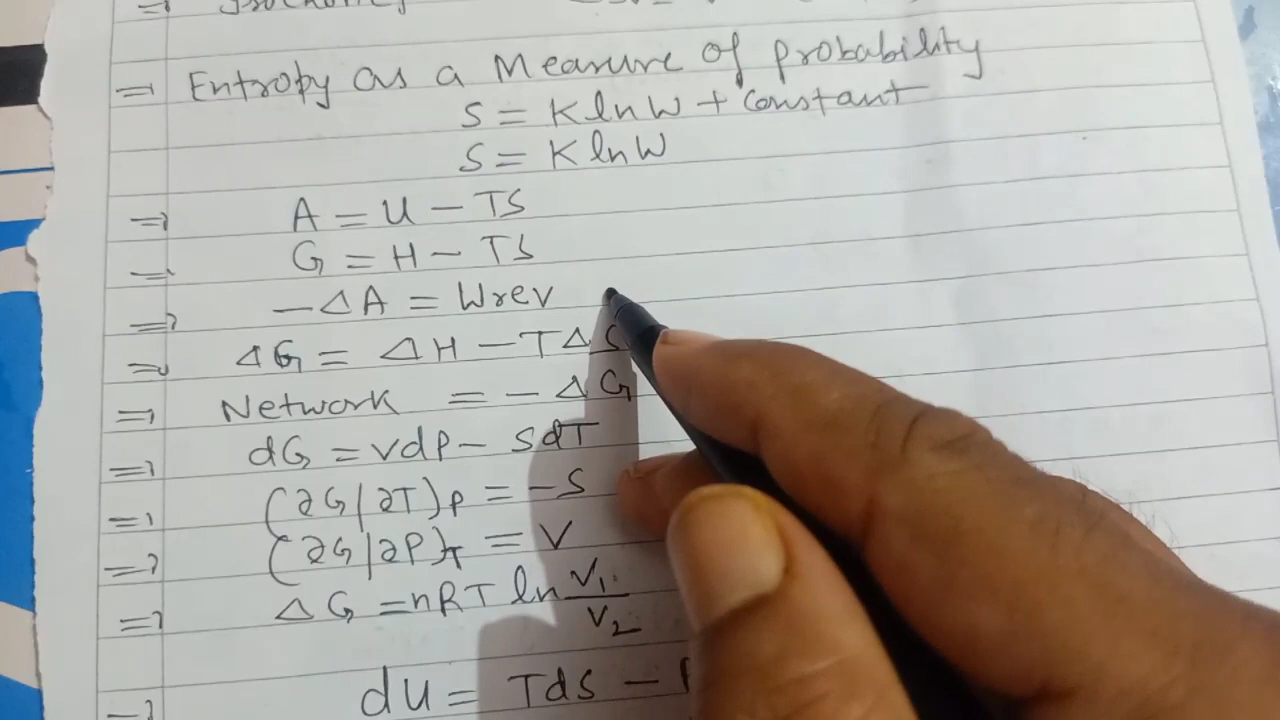 ⇒ Entropy as a Measure of probability
S = K ln W + Constant
S = K ln W
⇒ A = U - TS
⇒ G = H - TS
⇒ -ΔA = Wrev
⇒ ΔG = ΔH - TΔS
⇒ Network = - ΔG
⇒ dG = vdp - SdT
⇒ (∂G/∂T)P = -S
⇒ (∂G/∂P)T = V
⇒ ΔG = nRT ln V1/V2
⇒ dU = TdS -